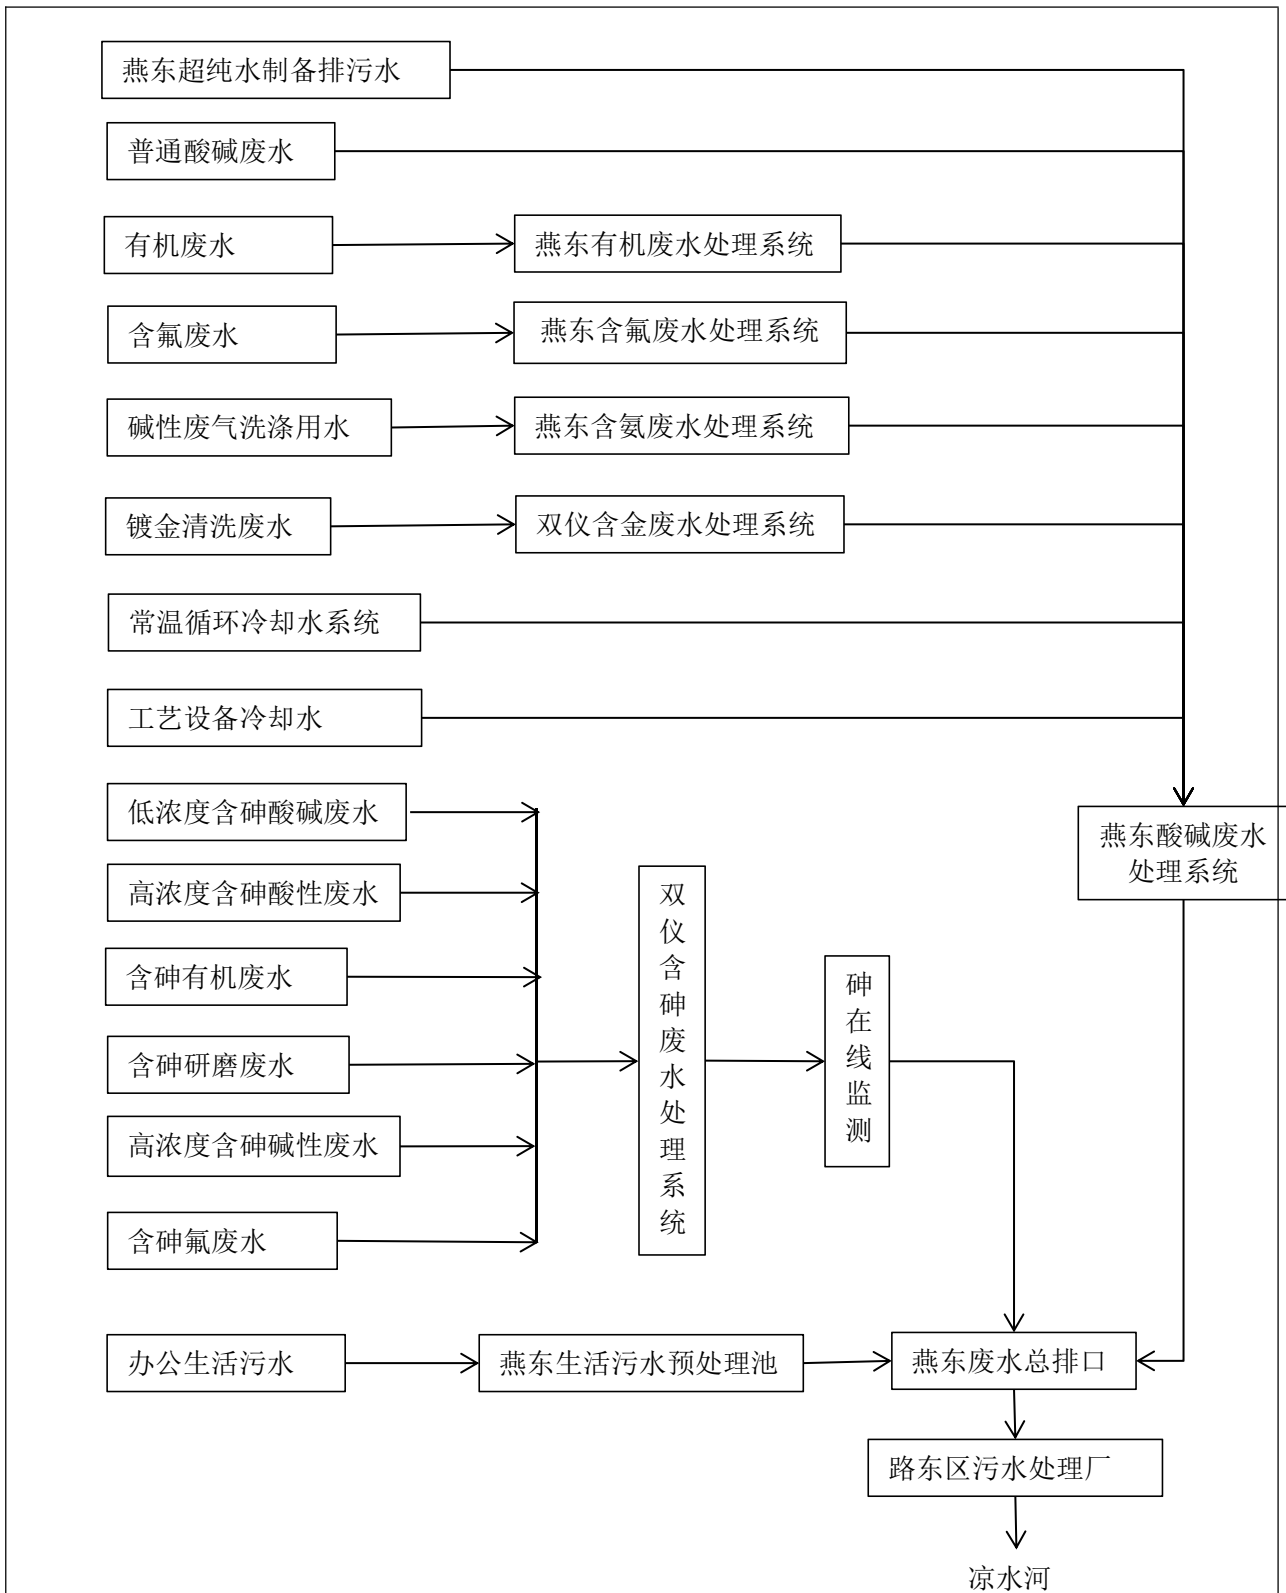 燕东超纯水制备排污水
普通酸碱废水
有机废水
燕东有机废水处理系统
含氟废水
燕东含氟废水处理系统
碱性废气洗涤用水
燕东含氨废水处理系统
镀金清洗废水
双仪含金废水处理系统
常温循环冷却水系统
工艺设备冷却水
低浓度含砷酸碱废水
高浓度含砷酸性废水
含砷有机废水
含砷研磨废水
高浓度含砷碱性废水
含砷氟废水
双仪含砷废水处理系统
砷在线监测
燕东酸碱废水
处理系统
办公生活污水
燕东生活污水预处理池
燕东废水总排口
路东区污水处理厂
凉水河